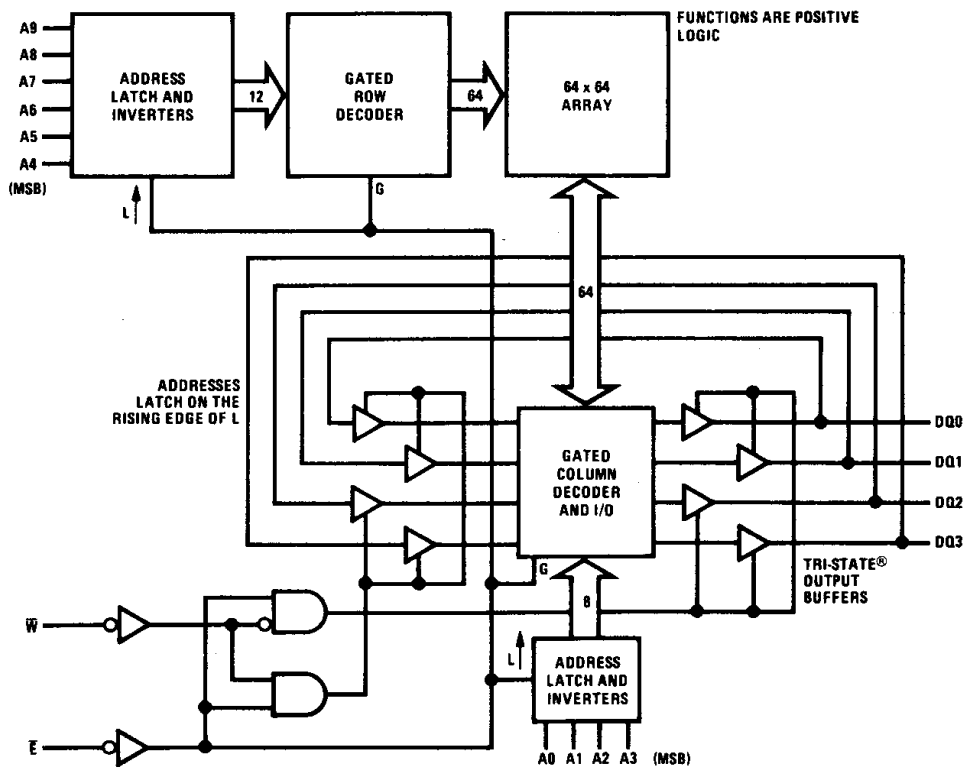 FUNCTIONS ARE POSITIVE
LOGIC
A9
A8
A7
A6
A5
A4
(MSB)
ADDRESS
LATCH AND
INVERTERS
12
GATED
ROW
DECODER
64
64 x 64
ARRAY
L
G
64
ADDRESSES
LATCH ON THE
RISING EDGE OF L
GATED
COLUMN
DECODER
AND I/O
DQ0
DQ1
DQ2
DQ3
G
TRI-STATE®
OUTPUT
BUFFERS
8
W̅
L
ADDRESS
LATCH AND
INVERTERS
E̅
A0 A1 A2 A3 (MSB)